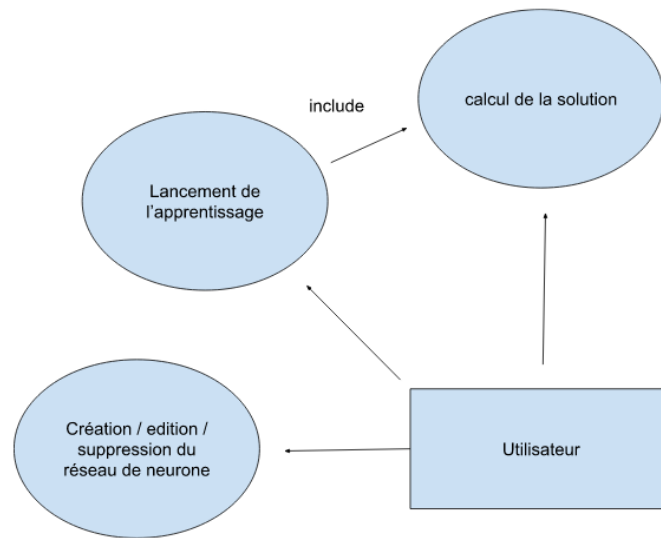 calcul de la solution
include
Lancement de
l'apprentissage
Création / edition /
suppression du
réseau de neurone
Utilisateur